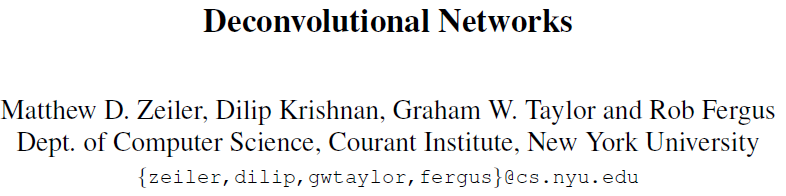 Deconvolutional Networks
Matthew D. Zeiler, Dilip Krishnan, Graham W. Taylor and Rob Fergus
Dept. of Computer Science, Courant Institute, New York University
{zeiler,dilip,gwtaylor,fergus}@cs.nyu.edu